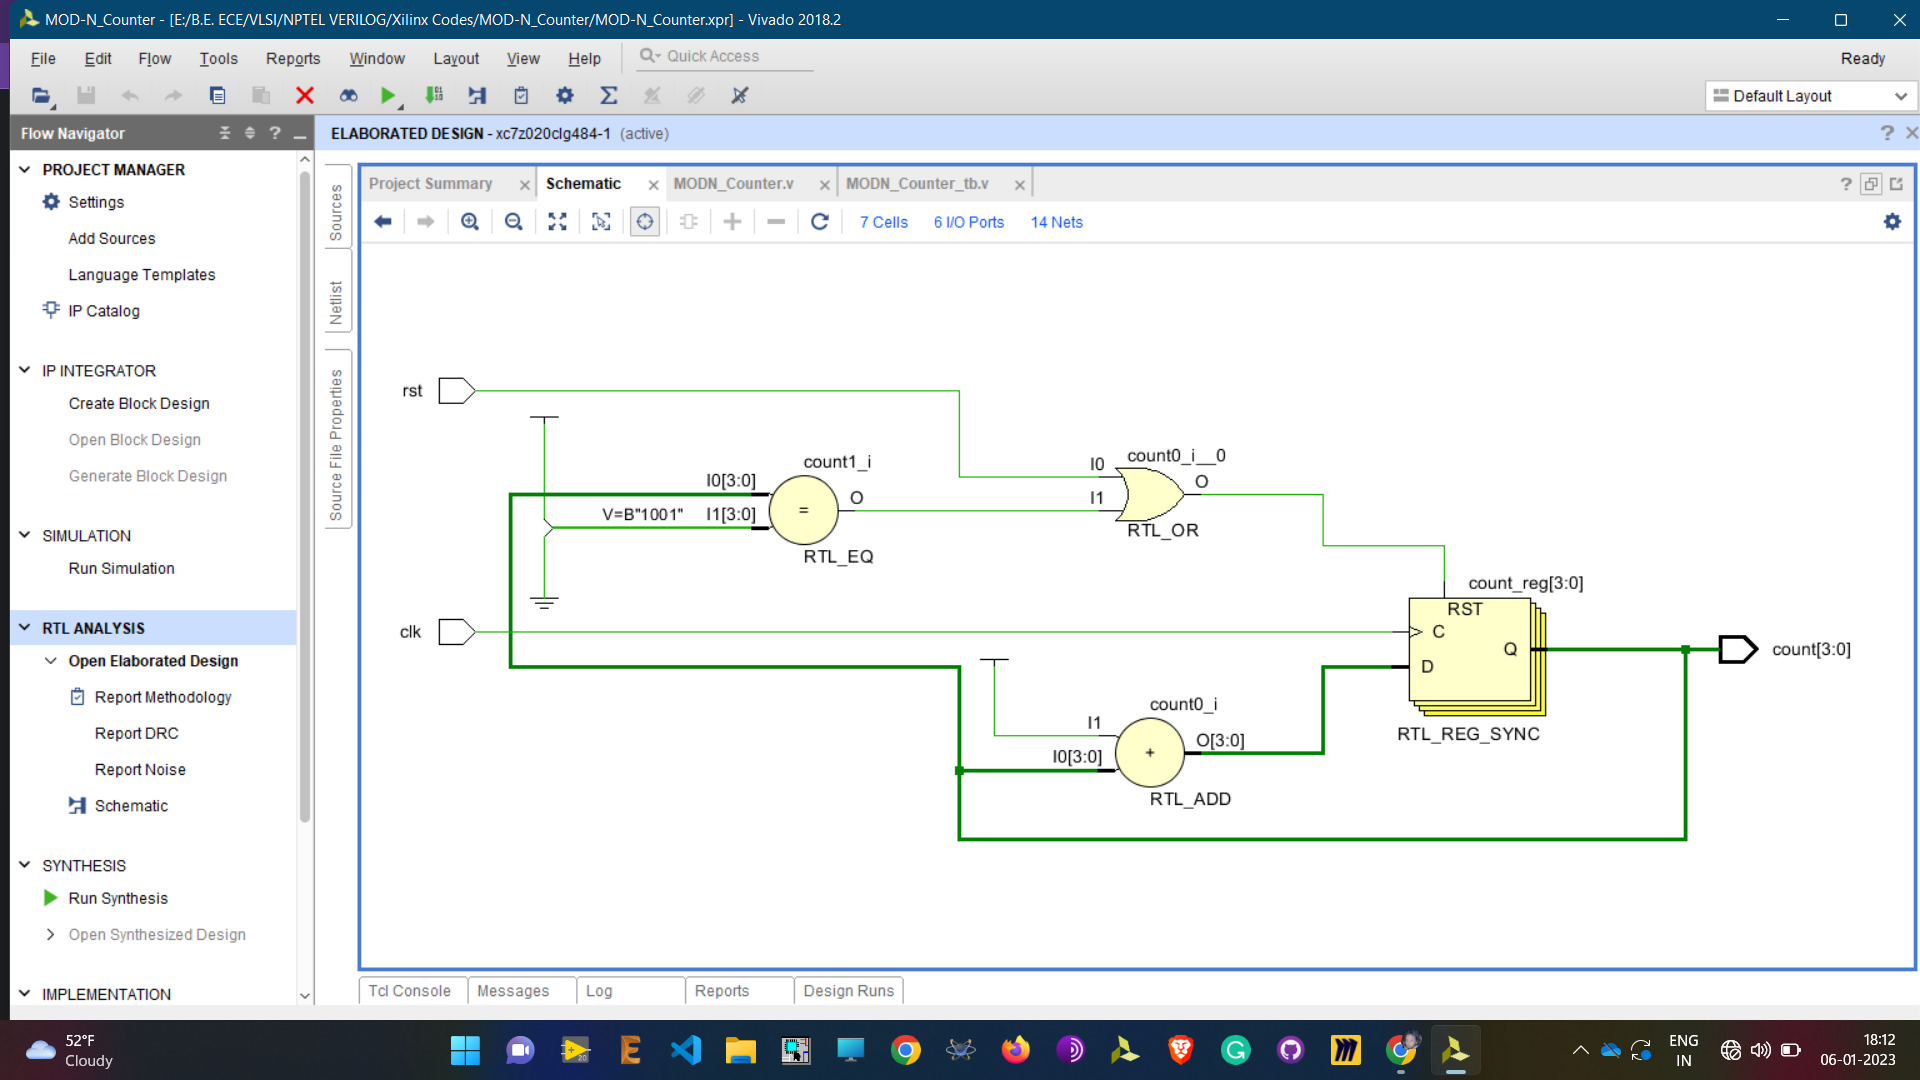 MOD-N_Counter - [E:/B.E. ECE/VLSI/NPTEL VERILOG/Xilinx Codes/MOD-N_Counter/MOD-N_Counter.xpr] - Vivado 2018.2
File Edit Flow Tools Reports Window Layout View Help Quick Access Ready
Default Layout
Flow Navigator
ELABORATED DESIGN - xc7z020clg484-1 (active)
PROJECT MANAGER
Settings
Add Sources
Language Templates
IP Catalog
IP INTEGRATOR
Create Block Design
Open Block Design
Generate Block Design
SIMULATION
Run Simulation
RTL ANALYSIS
Open Elaborated Design
Report Methodology
Report DRC
Report Noise
Schematic
SYNTHESIS
Run Synthesis
Open Synthesized Design
IMPLEMENTATION
Sources
Netlist
Source File Properties
Project Summary Schematic MODN_Counter.v MODN_Counter_tb.v
7 Cells 6 I/O Ports 14 Nets
rst
count1_i
I0[3:0]
V=B"1001" I1[3:0]
O
=
RTL_EQ
count0_i__0
I0
I1
O
RTL_OR
clk
count_reg[3:0]
RST
C
D
Q
RTL_REG_SYNC
count[3:0]
count0_i
I1
I0[3:0]
+
O[3:0]
RTL_ADD
Tcl Console Messages Log Reports Design Runs
52°F
Cloudy
20
ENG
IN
18:12
06-01-2023